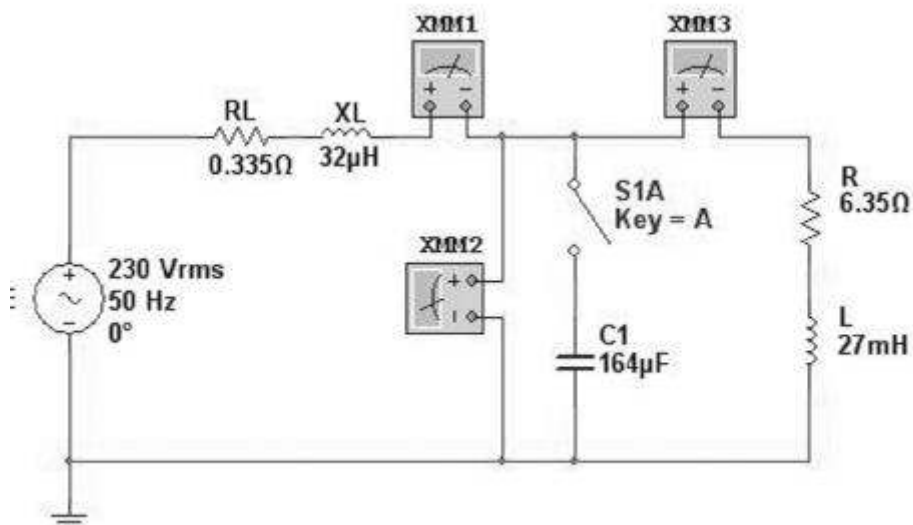 XMM1
XMM3
RL
0.335Ω
XL
32μH
+ −
+ −
S1A
Key = A
R
6.35Ω
XMM2
+
230 Vrms
50 Hz
0°
+
−
C1
164μF
L
27mH